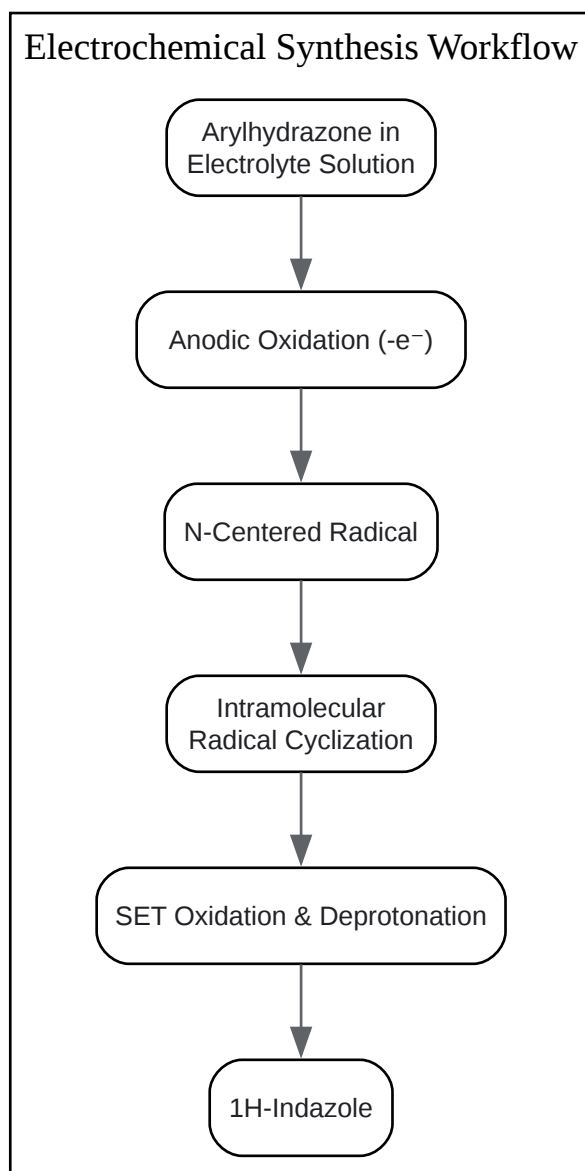 Electrochemical Synthesis Workflow
Arylhydrazone in
Electrolyte Solution
Anodic Oxidation (-e⁻)
N-Centered Radical
Intramolecular
Radical Cyclization
SET Oxidation & Deprotonation
1H-Indazole